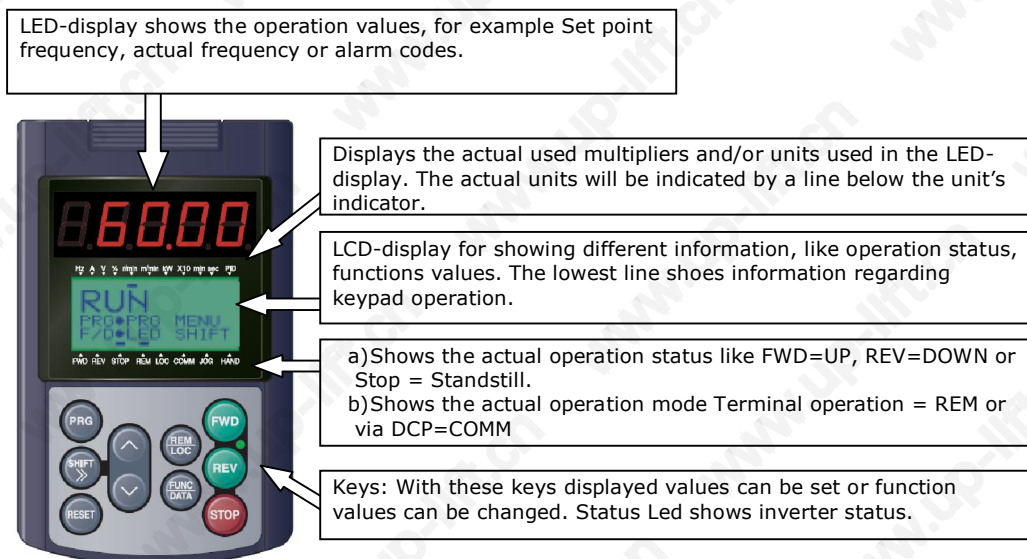 LED-display shows the operation values, for example Set point
frequency, actual frequency or alarm codes.
Displays the actual used multipliers and/or units used in the LED-
display. The actual units will be indicated by a line below the unit's
indicator.
60.00
Hz A V % r/min m/min kW X10 min sec PID
LCD-display for showing different information, like operation status,
functions values. The lowest line shoes information regarding
keypad operation.
RUN
PRG PRG MENU
F/D LED SHIFT
FWD REV STOP REM LOC COMM JOG HAND
a)Shows the actual operation status like FWD=UP, REV=DOWN or
Stop = Standstill.
b)Shows the actual operation mode Terminal operation = REM or
via DCP=COMM
PRG
FWD
REM
LOC
SHIFT
REV
FUNC
DATA
RESET
STOP
Keys: With these keys displayed values can be set or function
values can be changed. Status Led shows inverter status.
www.up-lift.cn